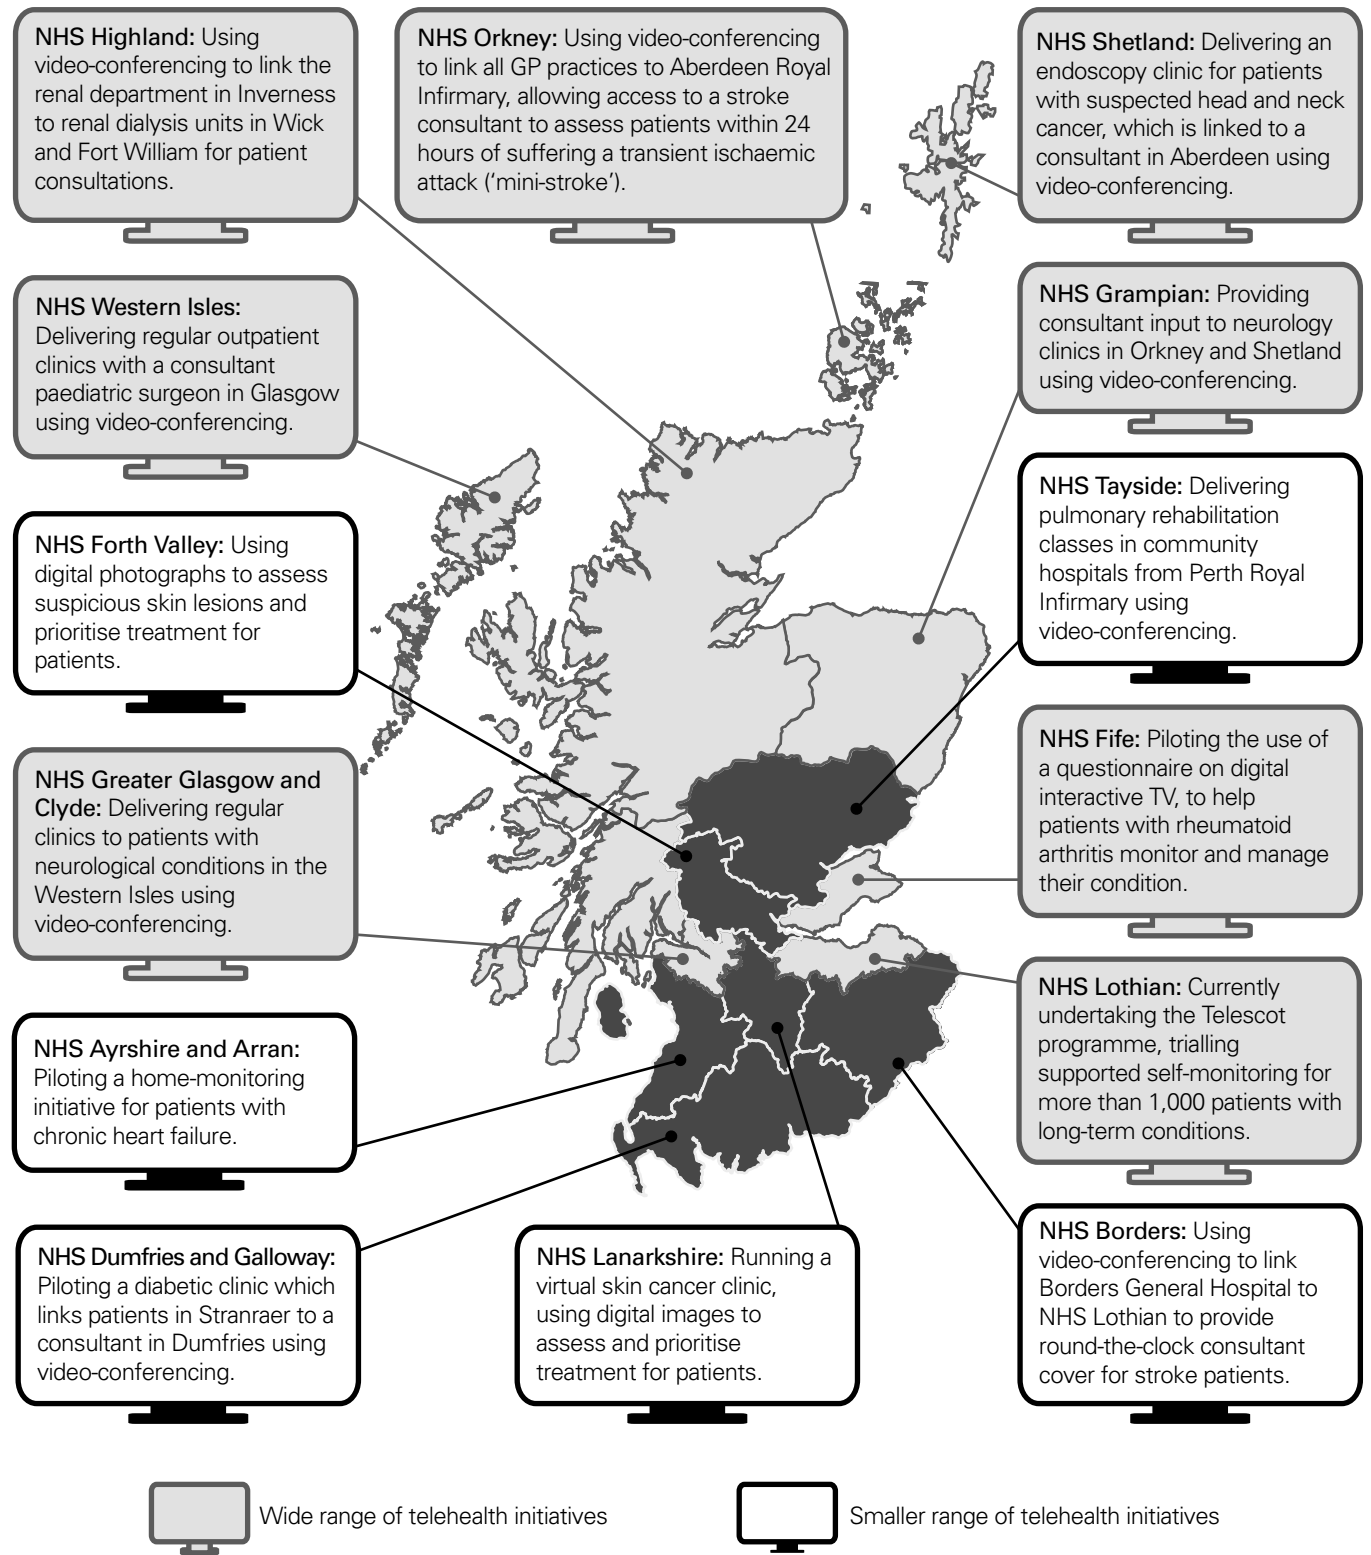 NHS Highland: Using
video-conferencing to link the
renal department in Inverness
to renal dialysis units in Wick
and Fort William for patient
consultations.
NHS Orkney: Using video-conferencing
to link all GP practices to Aberdeen Royal
Infirmary, allowing access to a stroke
consultant to assess patients within 24
hours of suffering a transient ischaemic
attack (‘mini-stroke’).
NHS Shetland: Delivering an
endoscopy clinic for patients
with suspected head and neck
cancer, which is linked to a
consultant in Aberdeen using
video-conferencing.
NHS Western Isles:
Delivering regular outpatient
clinics with a consultant
paediatric surgeon in Glasgow
using video-conferencing.
NHS Grampian: Providing
consultant input to neurology
clinics in Orkney and Shetland
using video-conferencing.
NHS Forth Valley: Using
digital photographs to assess
suspicious skin lesions and
prioritise treatment for
patients.
NHS Tayside: Delivering
pulmonary rehabilitation
classes in community
hospitals from Perth Royal
Infirmary using
video-conferencing.
NHS Greater Glasgow and
Clyde: Delivering regular
clinics to patients with
neurological conditions in the
Western Isles using
video-conferencing.
NHS Fife: Piloting the use of
a questionnaire on digital
interactive TV, to help
patients with rheumatoid
arthritis monitor and manage
their condition.
NHS Ayrshire and Arran:
Piloting a home-monitoring
initiative for patients with
chronic heart failure.
NHS Lothian: Currently
undertaking the Telescot
programme, trialling
supported self-monitoring for
more than 1,000 patients with
long-term conditions.
NHS Dumfries and Galloway:
Piloting a diabetic clinic which
links patients in Stranraer to a
consultant in Dumfries using
video-conferencing.
NHS Lanarkshire: Running a
virtual skin cancer clinic,
using digital images to
assess and prioritise
treatment for patients.
NHS Borders: Using
video-conferencing to link
Borders General Hospital to
NHS Lothian to provide
round-the-clock consultant
cover for stroke patients.
Wide range of telehealth initiatives
Smaller range of telehealth initiatives